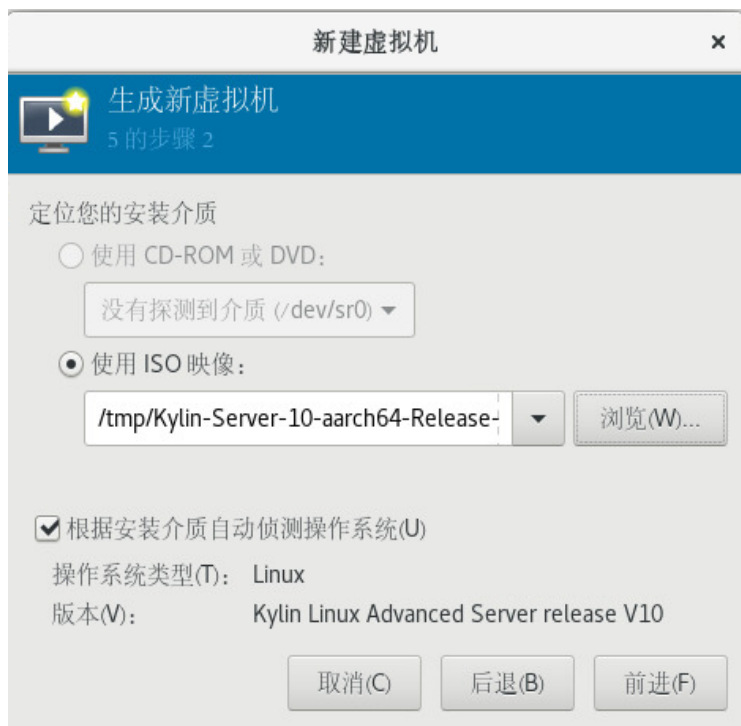 新建虚拟机 ×
生成新虚拟机
5 的步骤 2
定位您的安装介质
使用 CD-ROM 或 DVD：
没有探测到介质 (/dev/sr0)
使用 ISO 映像：
/tmp/Kylin-Server-10-aarch64-Release- 浏览(W)...
根据安装介质自动侦测操作系统(U)
操作系统类型(T)： Linux
版本(V)： Kylin Linux Advanced Server release V10
取消(C) 后退(B) 前进(F)